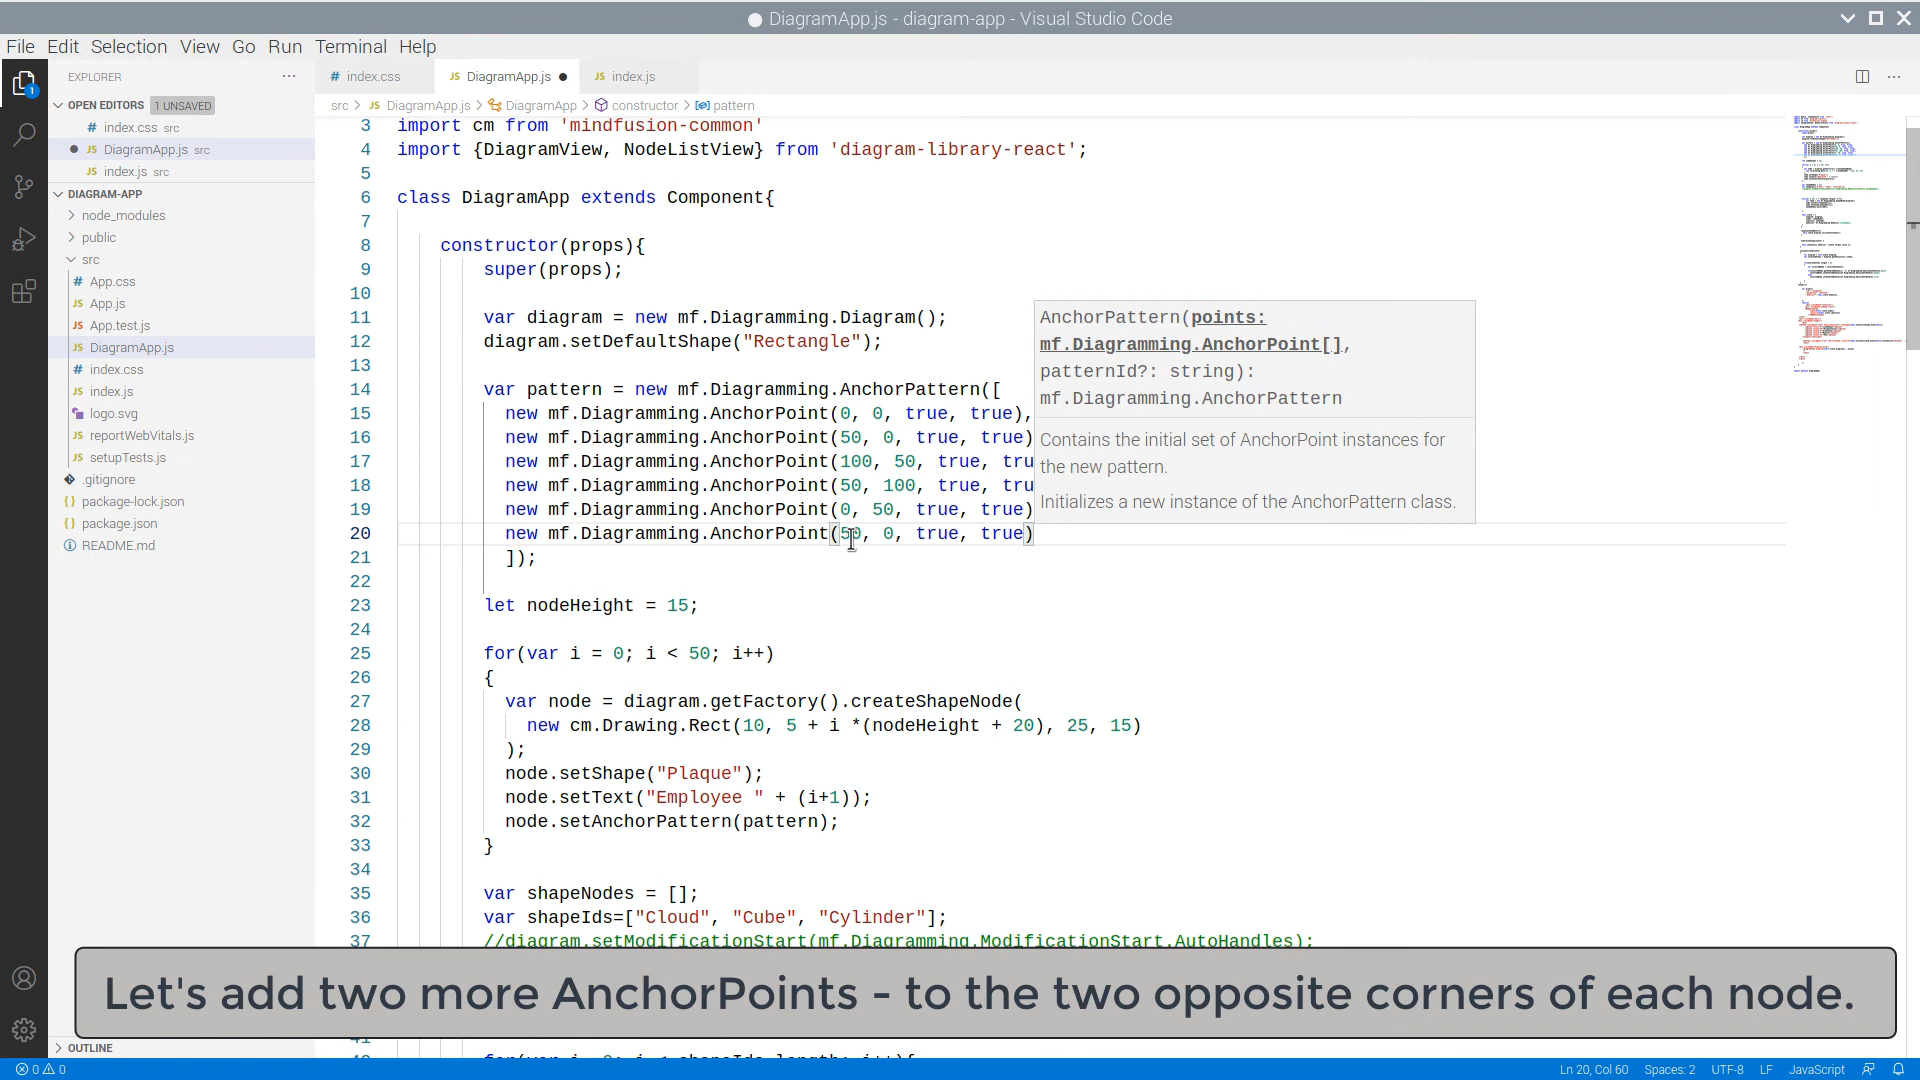 DiagramApp.js - diagram-app - Visual Studio Code
File Edit Selection View Go Run Terminal Help
EXPLORER
index.css
DiagramApp.js
index.js
OPEN EDITORS 1 UNSAVED
src > DiagramApp.js > DiagramApp > constructor > pattern
index.css src
DiagramApp.js src
index.js src
DIAGRAM-APP
node_modules
public
src
App.css
App.js
App.test.js
DiagramApp.js
index.css
index.js
logo.svg
reportWebVitals.js
setupTests.js
.gitignore
package-lock.json
package.json
README.md
OUTLINE
3 import cm from 'mindfusion-common'
4 import {DiagramView, NodeListView} from 'diagram-library-react';
5
6 class DiagramApp extends Component{
7
8 constructor(props){
9 super(props);
10
11 var diagram = new mf.Diagramming.Diagram();
12 diagram.setDefaultShape("Rectangle");
13
14 var pattern = new mf.Diagramming.AnchorPattern([
15 new mf.Diagramming.AnchorPoint(0, 0, true, true),
16 new mf.Diagramming.AnchorPoint(50, 0, true, true)
17 new mf.Diagramming.AnchorPoint(100, 50, true, tru
18 new mf.Diagramming.AnchorPoint(50, 100, true, tru
19 new mf.Diagramming.AnchorPoint(0, 50, true, true)
20 new mf.Diagramming.AnchorPoint(50, 0, true, true)
21 ]);
22
23 let nodeHeight = 15;
24
25 for(var i = 0; i < 50; i++)
26 {
27 var node = diagram.getFactory().createShapeNode(
28 new cm.Drawing.Rect(10, 5 + i *(nodeHeight + 20), 25, 15)
29 );
30 node.setShape("Plaque");
31 node.setText("Employee " + (i+1));
32 node.setAnchorPattern(pattern);
33 }
34
35 var shapeNodes = [];
36 var shapeIds=["Cloud", "Cube", "Cylinder"];
37 //diagram.setModificationStart(mf.Diagramming.ModificationStart.AutoHandles);
AnchorPattern(points:
mf.Diagramming.AnchorPoint[],
patternId?: string):
mf.Diagramming.AnchorPattern
Contains the initial set of AnchorPoint instances for
the new pattern.
Initializes a new instance of the AnchorPattern class.
Let's add two more AnchorPoints - to the two opposite corners of each node.
0 0
Ln 20, Col 60 Spaces: 2 UTF-8 LF JavaScript